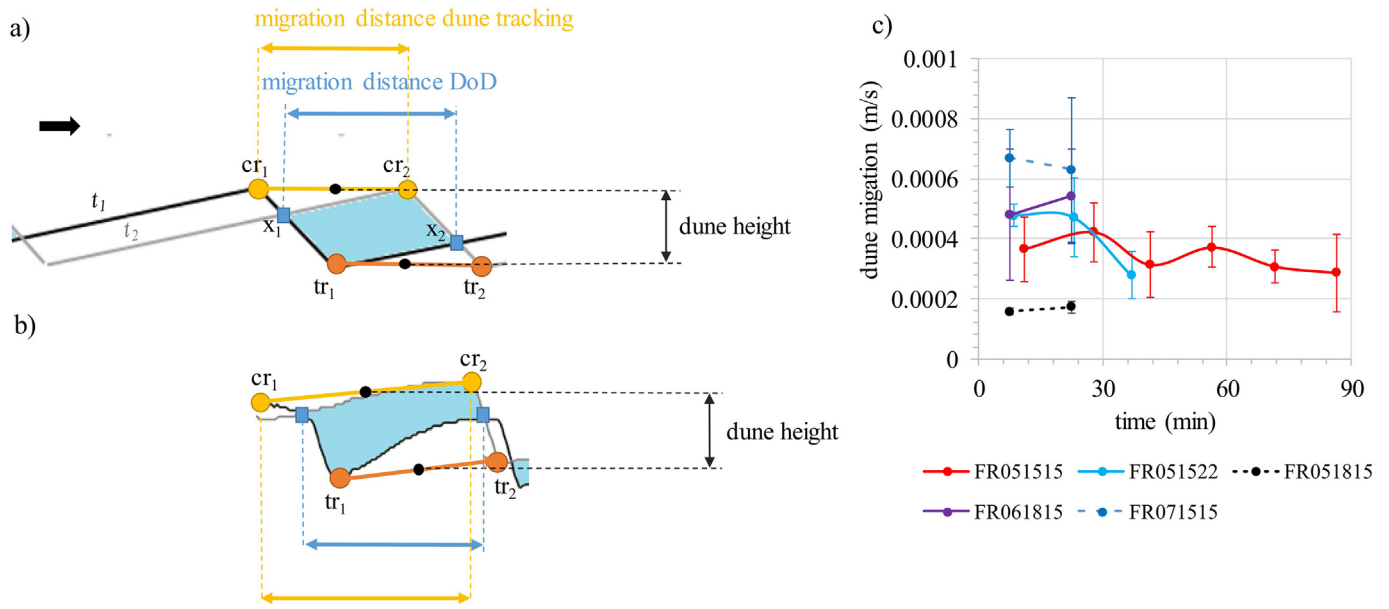 a)
migration distance dune tracking
migration distance DoD
cr₁
cr₂
t₁
t₂
x₁
x₂
dune height
tr₁
tr₂
b)
cr₁
cr₂
dune height
tr₁
tr₂
c)
dune migation (m/s)
0.001
0.0008
0.0006
0.0004
0.0002
0
0 30 60 90
time (min)
FR051515 FR051522 FR051815
FR061815 FR071515